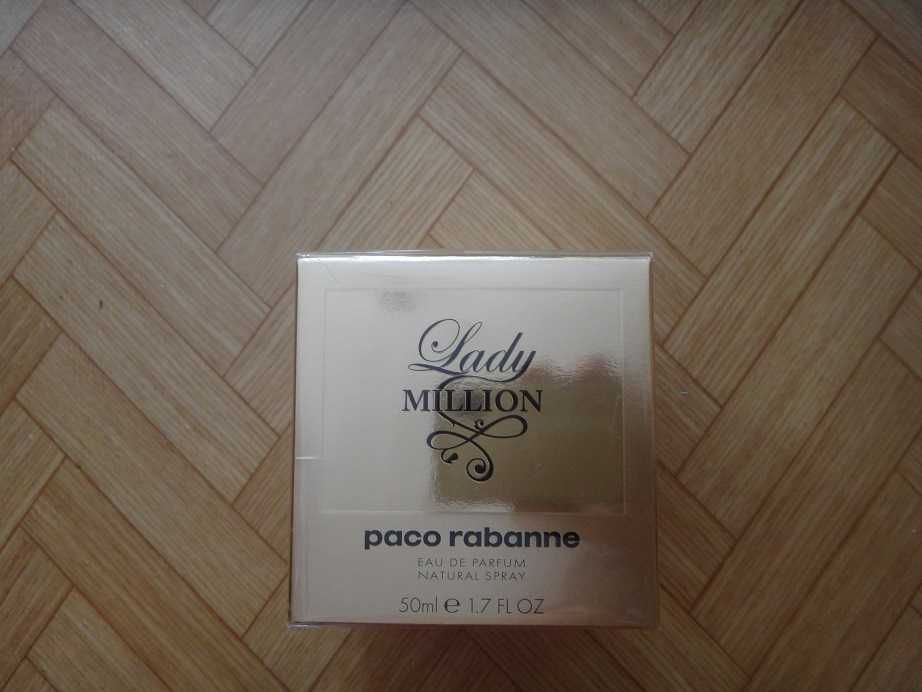 Lady
MILLION
paco rabanne
EAU DE PARFUM
NATURAL SPRAY
50ml ℮ 1.7 FL OZ